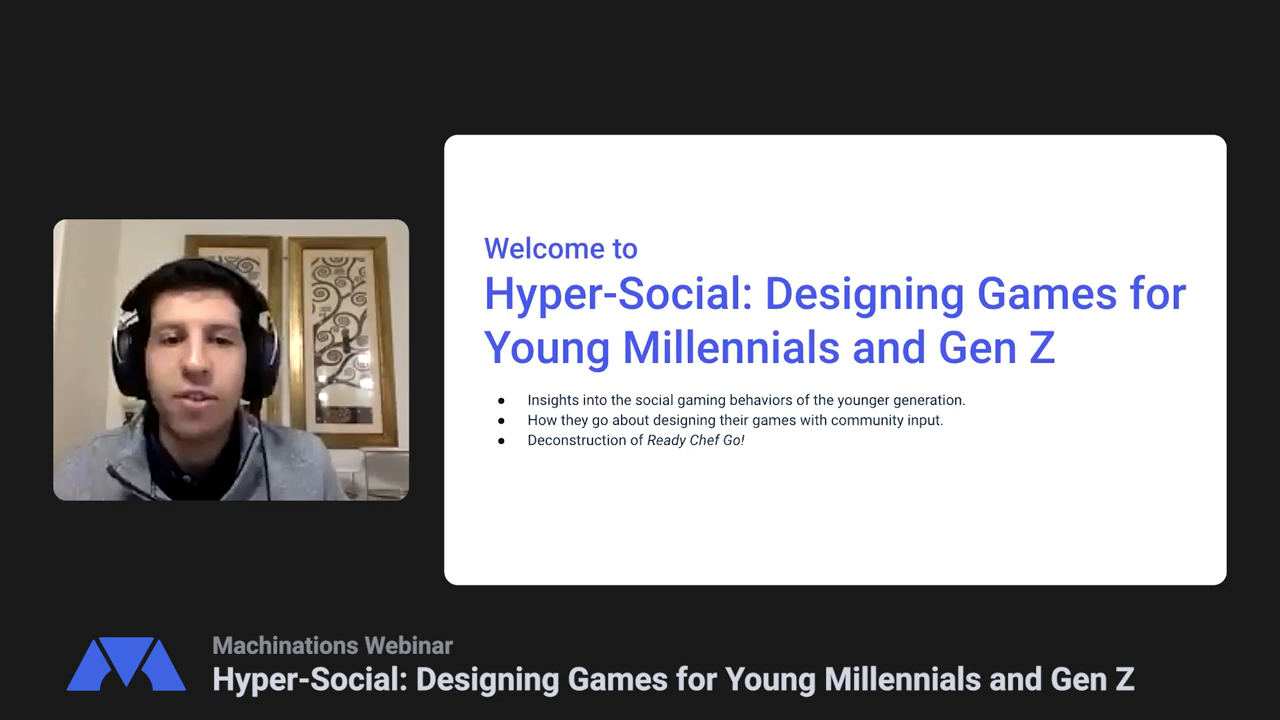 Welcome to
Hyper-Social: Designing Games for
Young Millennials and Gen Z
● Insights into the social gaming behaviors of the younger generation.
● How they go about designing their games with community input.
● Deconstruction of Ready Chef Go!
Machinations Webinar
Hyper-Social: Designing Games for Young Millennials and Gen Z